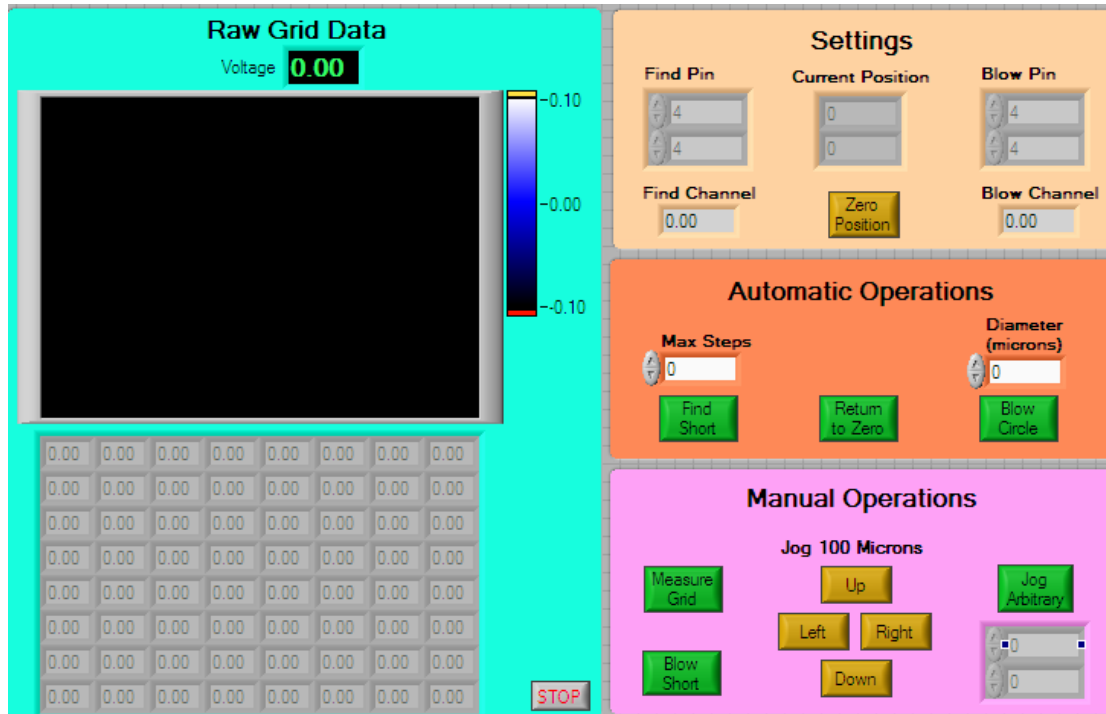 Raw Grid Data
Voltage 0.00
0.10
0.00
-0.10
0.00 0.00 0.00 0.00 0.00 0.00 0.00 0.00
0.00 0.00 0.00 0.00 0.00 0.00 0.00 0.00
0.00 0.00 0.00 0.00 0.00 0.00 0.00 0.00
0.00 0.00 0.00 0.00 0.00 0.00 0.00 0.00
0.00 0.00 0.00 0.00 0.00 0.00 0.00 0.00
0.00 0.00 0.00 0.00 0.00 0.00 0.00 0.00
0.00 0.00 0.00 0.00 0.00 0.00 0.00 0.00
0.00 0.00 0.00 0.00 0.00 0.00 0.00 0.00
STOP
Settings
Find Pin Current Position Blow Pin
4 0 4
4 0 4
Find Channel Blow Channel
0.00 0.00
Zero
Position
Automatic Operations
Max Steps
0
Diameter
(microns)
0
Find
Short
Return
to Zero
Blow
Circle
Manual Operations
Jog 100 Microns
Measure
Grid
Up
Left Right
Down
Blow
Short
Jog
Arbitrary
0
0